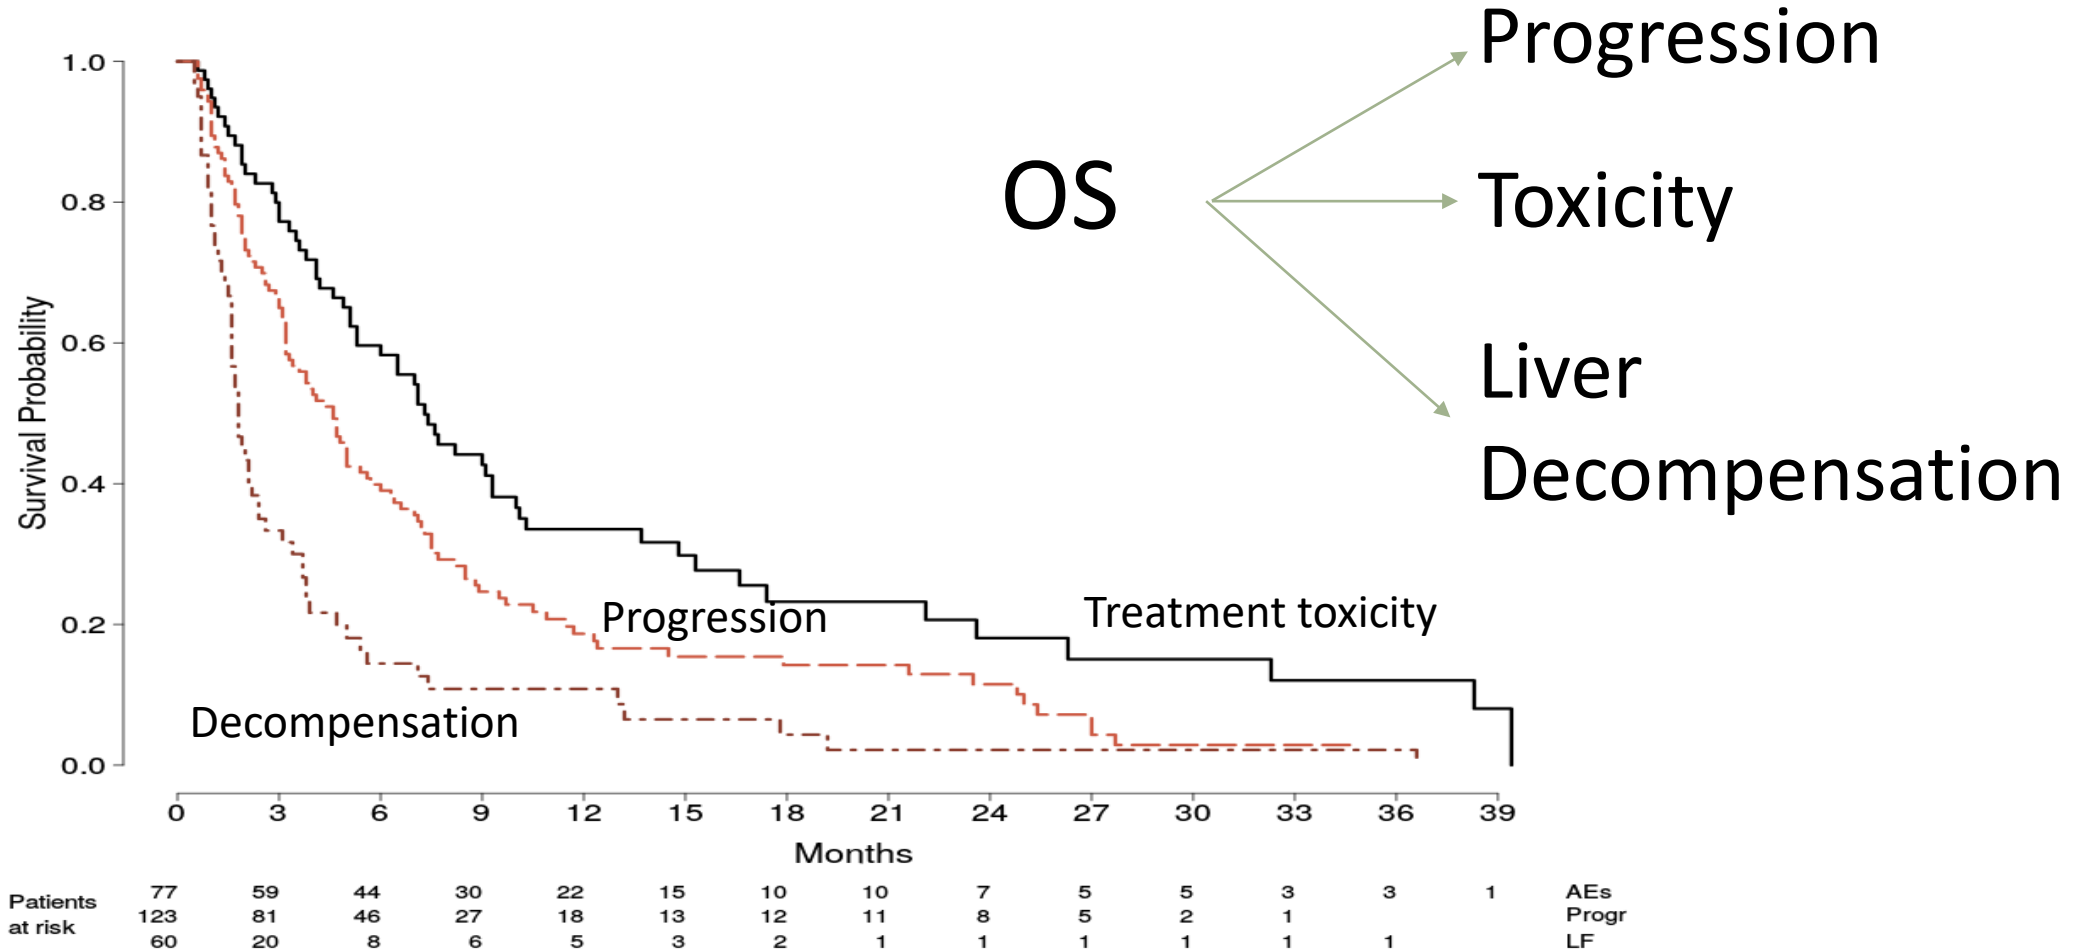 Progression
OS
Toxicity
Liver
Decompensation
Survival Probability
1.0
0.8
0.6
0.4
0.2
0.0
Progression
Treatment toxicity
Decompensation
0 3 6 9 12 15 18 21 24 27 30 33 36 39
Months
Patients
at risk
77 59 44 30 22 15 10 10 7 5 5 3 3 1 AEs
123 81 46 27 18 13 12 11 8 5 2 1 Progr
60 20 8 6 5 3 2 1 1 1 1 1 1 LF